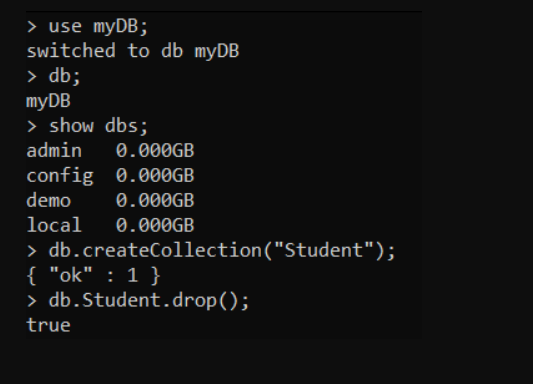 > use myDB;
switched to db myDB
> db;
myDB
> show dbs;
admin   0.000GB
config  0.000GB
demo    0.000GB
local   0.000GB
> db.createCollection("Student");
{ "ok" : 1 }
> db.Student.drop();
true